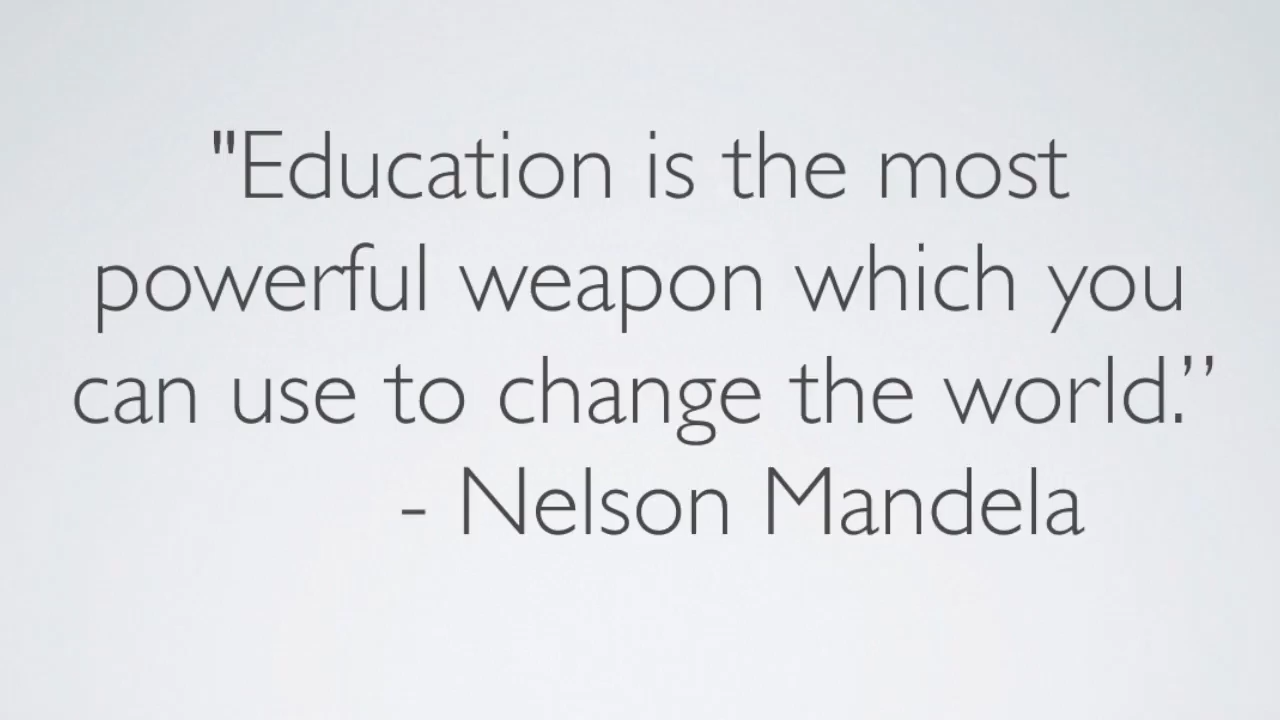 "Education is the most
powerful weapon which you
can use to change the world.’’
- Nelson Mandela